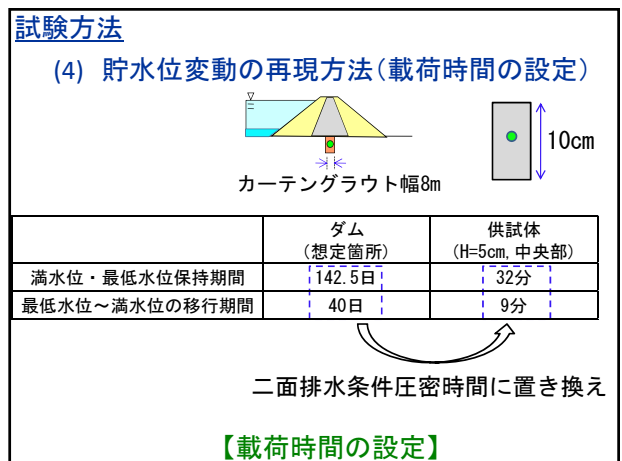 試験方法
(4) 貯水位変動の再現方法(載荷時間の設定)
10cm
カーテングラウト幅8m
ダム
(想定箇所)
供試体
(H=5cm, 中央部)
満水位・最低水位保持期間 142.5日 32分
最低水位～満水位の移行期間 40日 9分
二面排水条件圧密時間に置き換え
【載荷時間の設定】